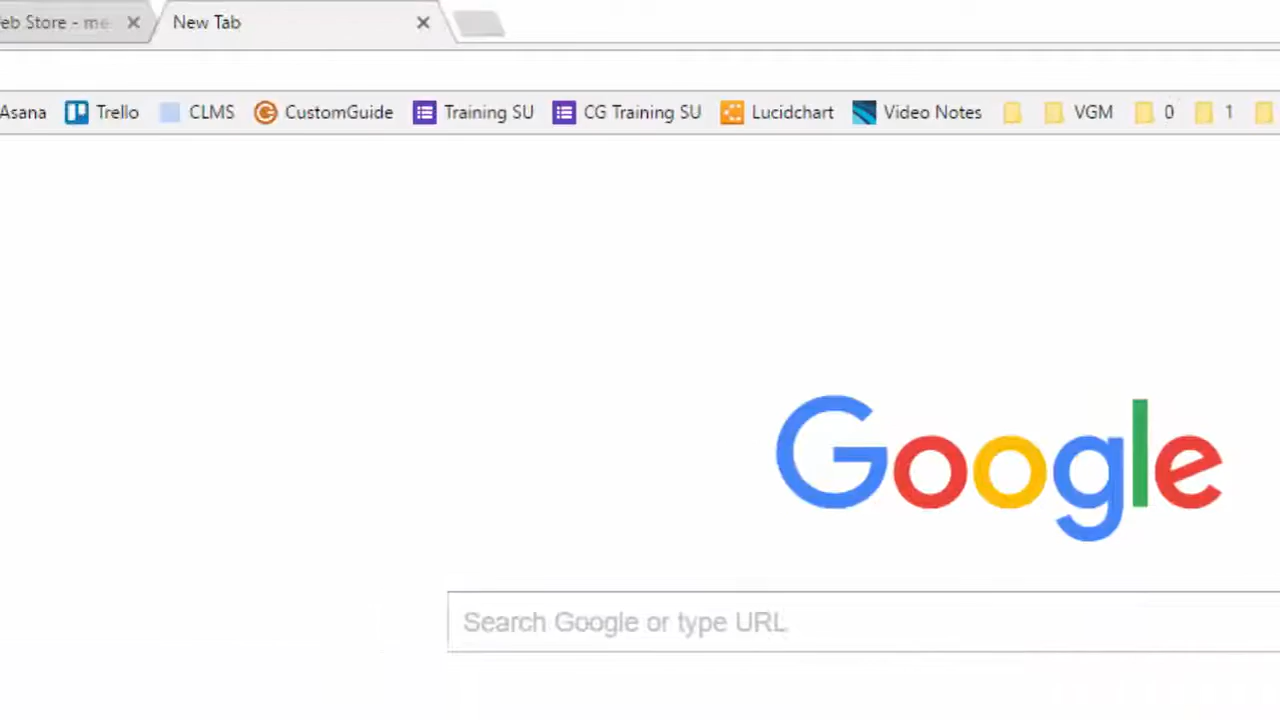 eb Store - me New Tab
Asana Trello CLMS CustomGuide Training SU CG Training SU Lucidchart Video Notes VGM 0 1
Google
Search Google or type URL